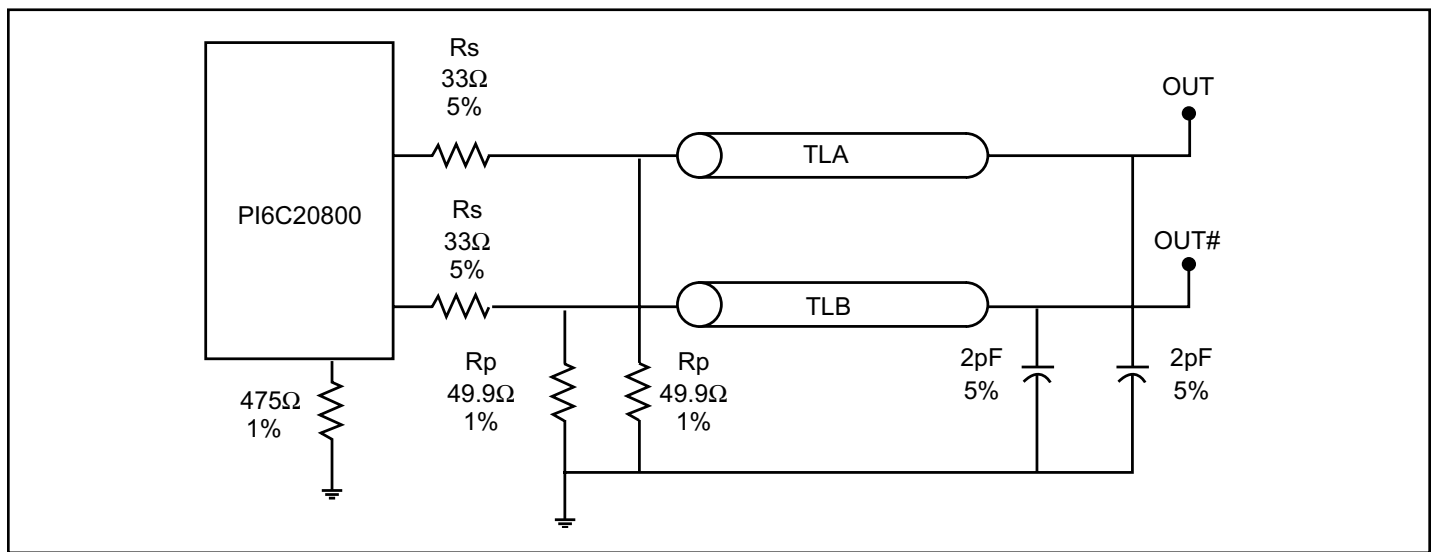 Rs
33Ω
5%
OUT
TLA
PI6C20800
Rs
33Ω
5%
OUT#
TLB
475Ω
1%
Rp
49.9Ω
1%
Rp
49.9Ω
1%
2pF
5%
2pF
5%